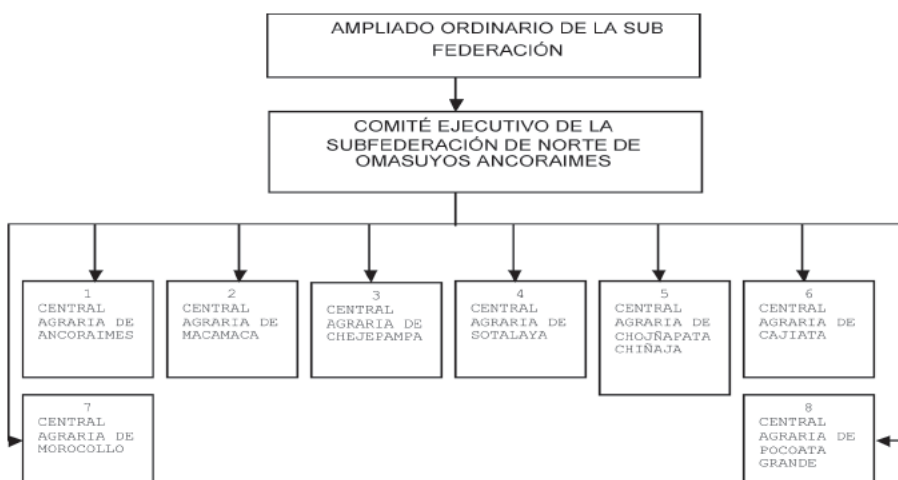 AMPLIADO ORDINARIO DE LA SUB
FEDERACIÓN
COMITÉ EJECUTIVO DE LA
SUBFEDERACIÓN DE NORTE DE
OMASUYOS ANCORAIMES
1
CENTRAL
AGRARIA DE
ANCORAIMES
2
CENTRAL
AGRARIA DE
MACAMACA
3
CENTRAL
AGRARIA DE
CHEJEPAMPA
4
CENTRAL
AGRARIA DE
SOTALAYA
5
CENTRAL
AGRARIA DE
CHOJÑAPATA
CHIÑAJA
6
CENTRAL
AGRARIA DE
CAJIATA
7
CENTRAL
AGRARIA DE
MOROCOLLO
8
CENTRAL
AGRARIA DE
POCOATA
GRANDE